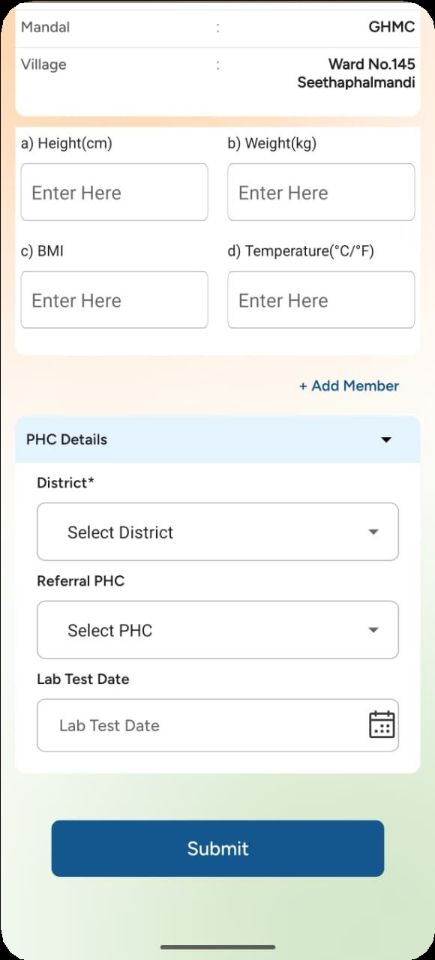 Mandal : GHMC
Village : Ward No.145
Seethaphalmandi
a) Height(cm) b) Weight(kg)
Enter Here Enter Here
c) BMI d) Temperature(°C/°F)
Enter Here Enter Here
+ Add Member
PHC Details
District*
Select District
Referral PHC
Select PHC
Lab Test Date
Lab Test Date
Submit